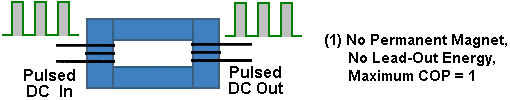 Pulsed
DC In
Pulsed
DC Out
(1) No Permanent Magnet,
No Lead-Out Energy,
Maximum COP = 1